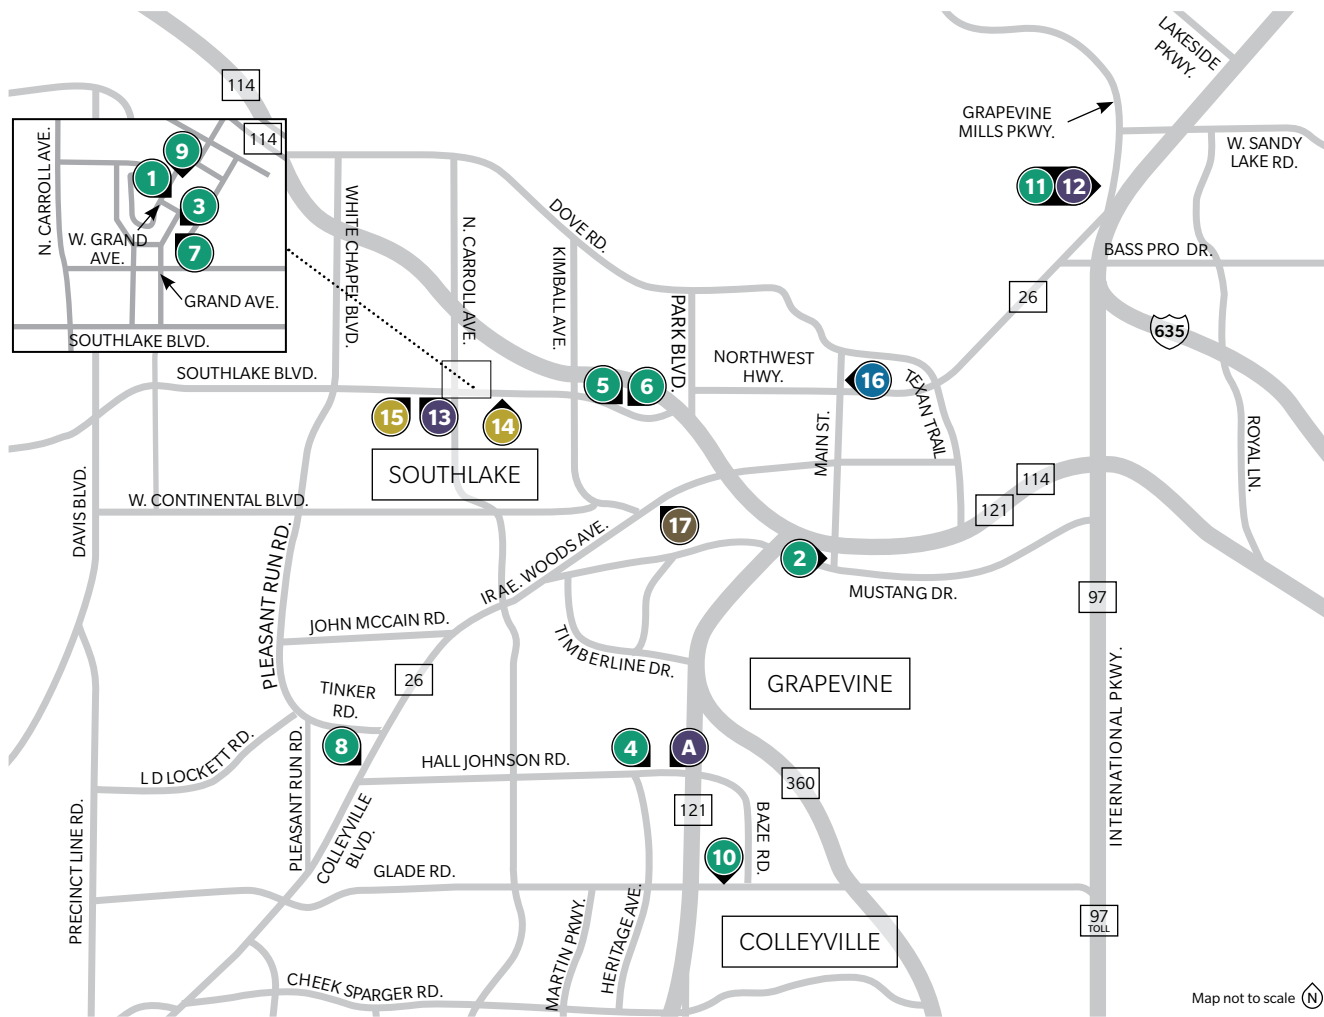 114
LAKESIDE
PKWY.
GRAPEVINE
MILLS PKWY.
W. SANDY
LAKE RD.
N. CARROLL AVE.
114
9
1
3
7
W. GRAND
AVE.
GRAND AVE.
SOUTHLAKE BLVD.
11
12
WHITE CHAPEL BLVD.
N. CARROLL AVE.
DOVE RD.
KIMBALL AVE.
PARK BLVD.
BASS PRO DR.
26
635
SOUTHLAKE BLVD.
NORTHWEST
HWY.
5
6
16
TEXAN TRAIL
15
13
14
MAIN ST.
ROYAL LN.
SOUTHLAKE
114
121
DAVIS BLVD.
W. CONTINENTAL BLVD.
17
IRA E. WOODS AVE.
2
PLEASANT RUN RD.
MUSTANG DR.
97
JOHN MCCAIN RD.
TIMBERLINE DR.
26
GRAPEVINE
INTERNATIONAL PKWY.
TINKER
RD.
8
L D LOCKETT RD.
PLEASANT RUN RD.
HALL JOHNSON RD.
4
A
360
121
COLLEYVILLE
BLVD.
BAZE RD.
10
GLADE RD.
PRECINCT LINE RD.
97
TOLL
MARTIN PKWY.
HERITAGE AVE.
COLLEYVILLE
CHEEK SPARGER RD.
Map not to scale
N